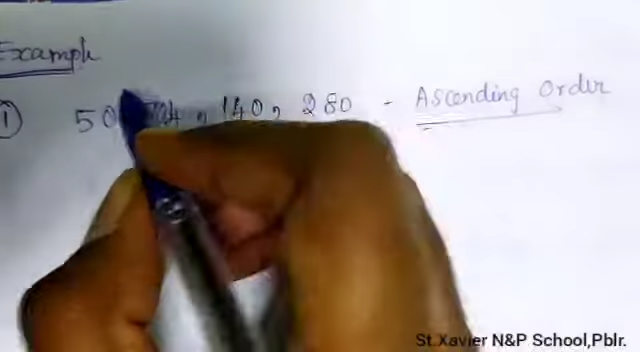 Example
1) 50 , 140, 280 - Ascending Order
St.Xavier N&P School,Pblr.